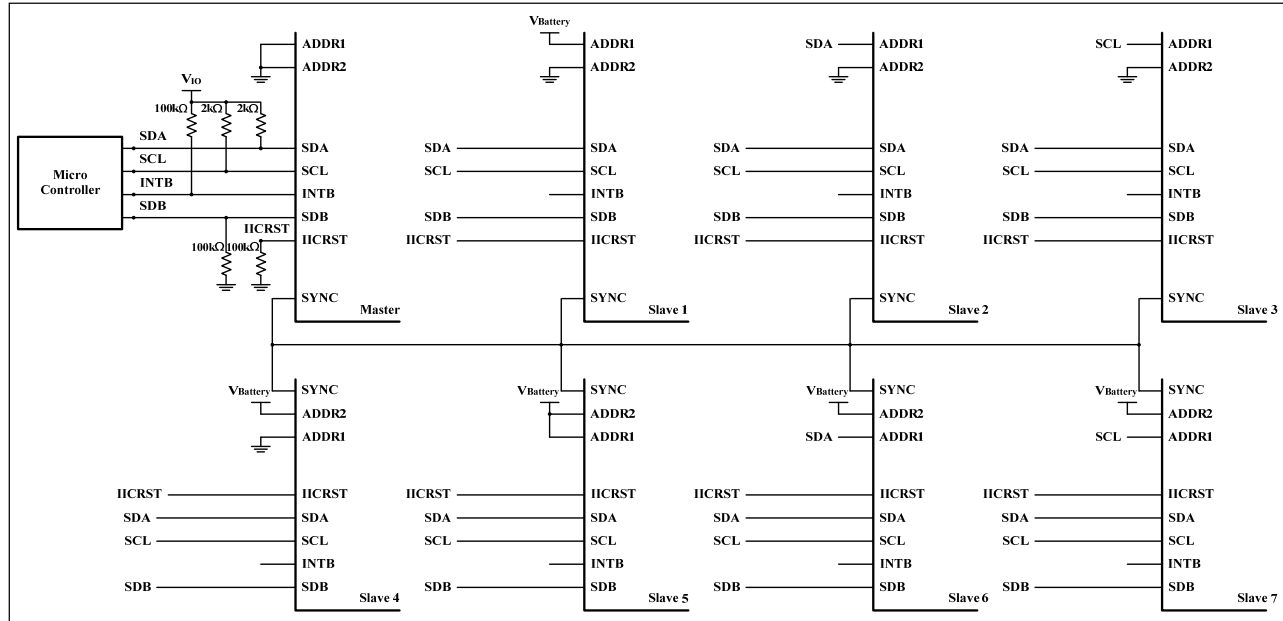 ADDR1
ADDR2
VIO
100kΩ 2kΩ 2kΩ
Micro
Controller
SDA
SCL
INTB
SDB
IICRST
100kΩ 100kΩ
SDA
SCL
INTB
SDB
IICRST
SYNC
Master
VBattery
ADDR1
ADDR2
SDA SDA
SCL SCL
INTB
SDB SDB
IICRST IICRST
SYNC
Slave 1
SDA ADDR1
ADDR2
SDA SDA
SCL SCL
INTB
SDB SDB
IICRST IICRST
SYNC
Slave 2
SCL ADDR1
ADDR2
SDA SDA
SCL SCL
INTB
SDB SDB
IICRST IICRST
SYNC
Slave 3
SYNC
VBattery
ADDR2
ADDR1
IICRST IICRST
SDA SDA
SCL SCL
INTB
SDB SDB
Slave 4
SYNC
VBattery
ADDR2
ADDR1
IICRST IICRST
SDA SDA
SCL SCL
INTB
SDB SDB
Slave 5
SYNC
VBattery
ADDR2
SDA ADDR1
IICRST IICRST
SDA SDA
SCL SCL
INTB
SDB SDB
Slave 6
SYNC
VBattery
ADDR2
SCL ADDR1
IICRST IICRST
SDA SDA
SCL SCL
INTB
SDB SDB
Slave 7